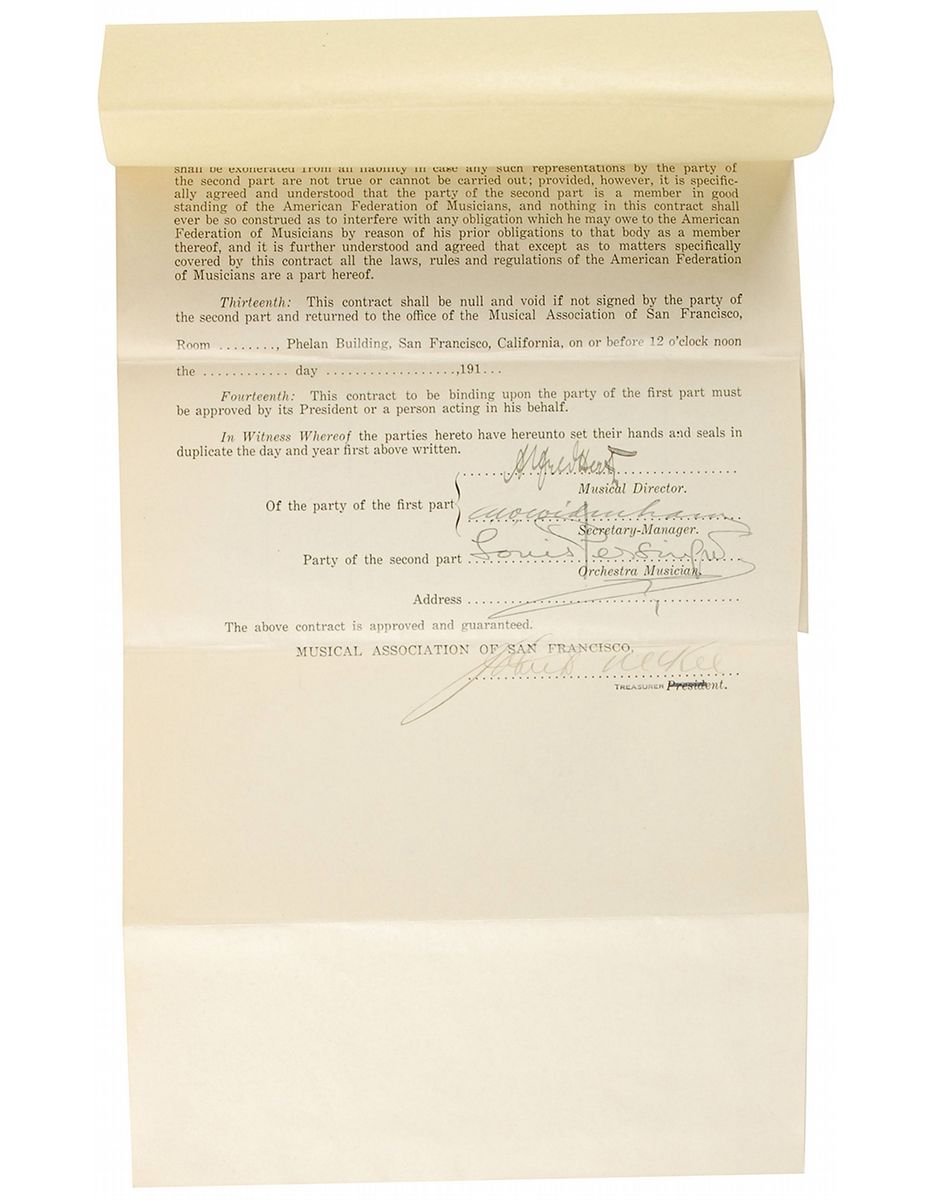 shall be exonerated from all liability in case any such representations by the party of
the second part are not true or cannot be carried out; provided, however, it is specific-
ally agreed and understood that the party of the second part is a member in good
standing of the American Federation of Musicians, and nothing in this contract shall
ever be so construed as to interfere with any obligation which he may owe to the American
Federation of Musicians by reason of his prior obligations to that body as a member
thereof, and it is further understood and agreed that except as to matters specifically
covered by this contract all the laws, rules and regulations of the American Federation
of Musicians are a part hereof.
Thirteenth: This contract shall be null and void if not signed by the party of
the second part and returned to the office of the Musical Association of San Francisco,
Room ........, Phelan Building, San Francisco, California, on or before 12 o'clock noon
the ............ day ..................,191...
Fourteenth: This contract to be binding upon the party of the first part must
be approved by its President or a person acting in his behalf.
In Witness Whereof the parties hereto have hereunto set their hands and seals in
duplicate the day and year first above written.
Alfred Hertz
Musical Director.
Of the party of the first part
Secretary-Manager.
Party of the second part Louis Persinger
Orchestra Musician.
Address
The above contract is approved and guaranteed.
MUSICAL ASSOCIATION OF SAN FRANCISCO,
John D McKee
TREASURER President.